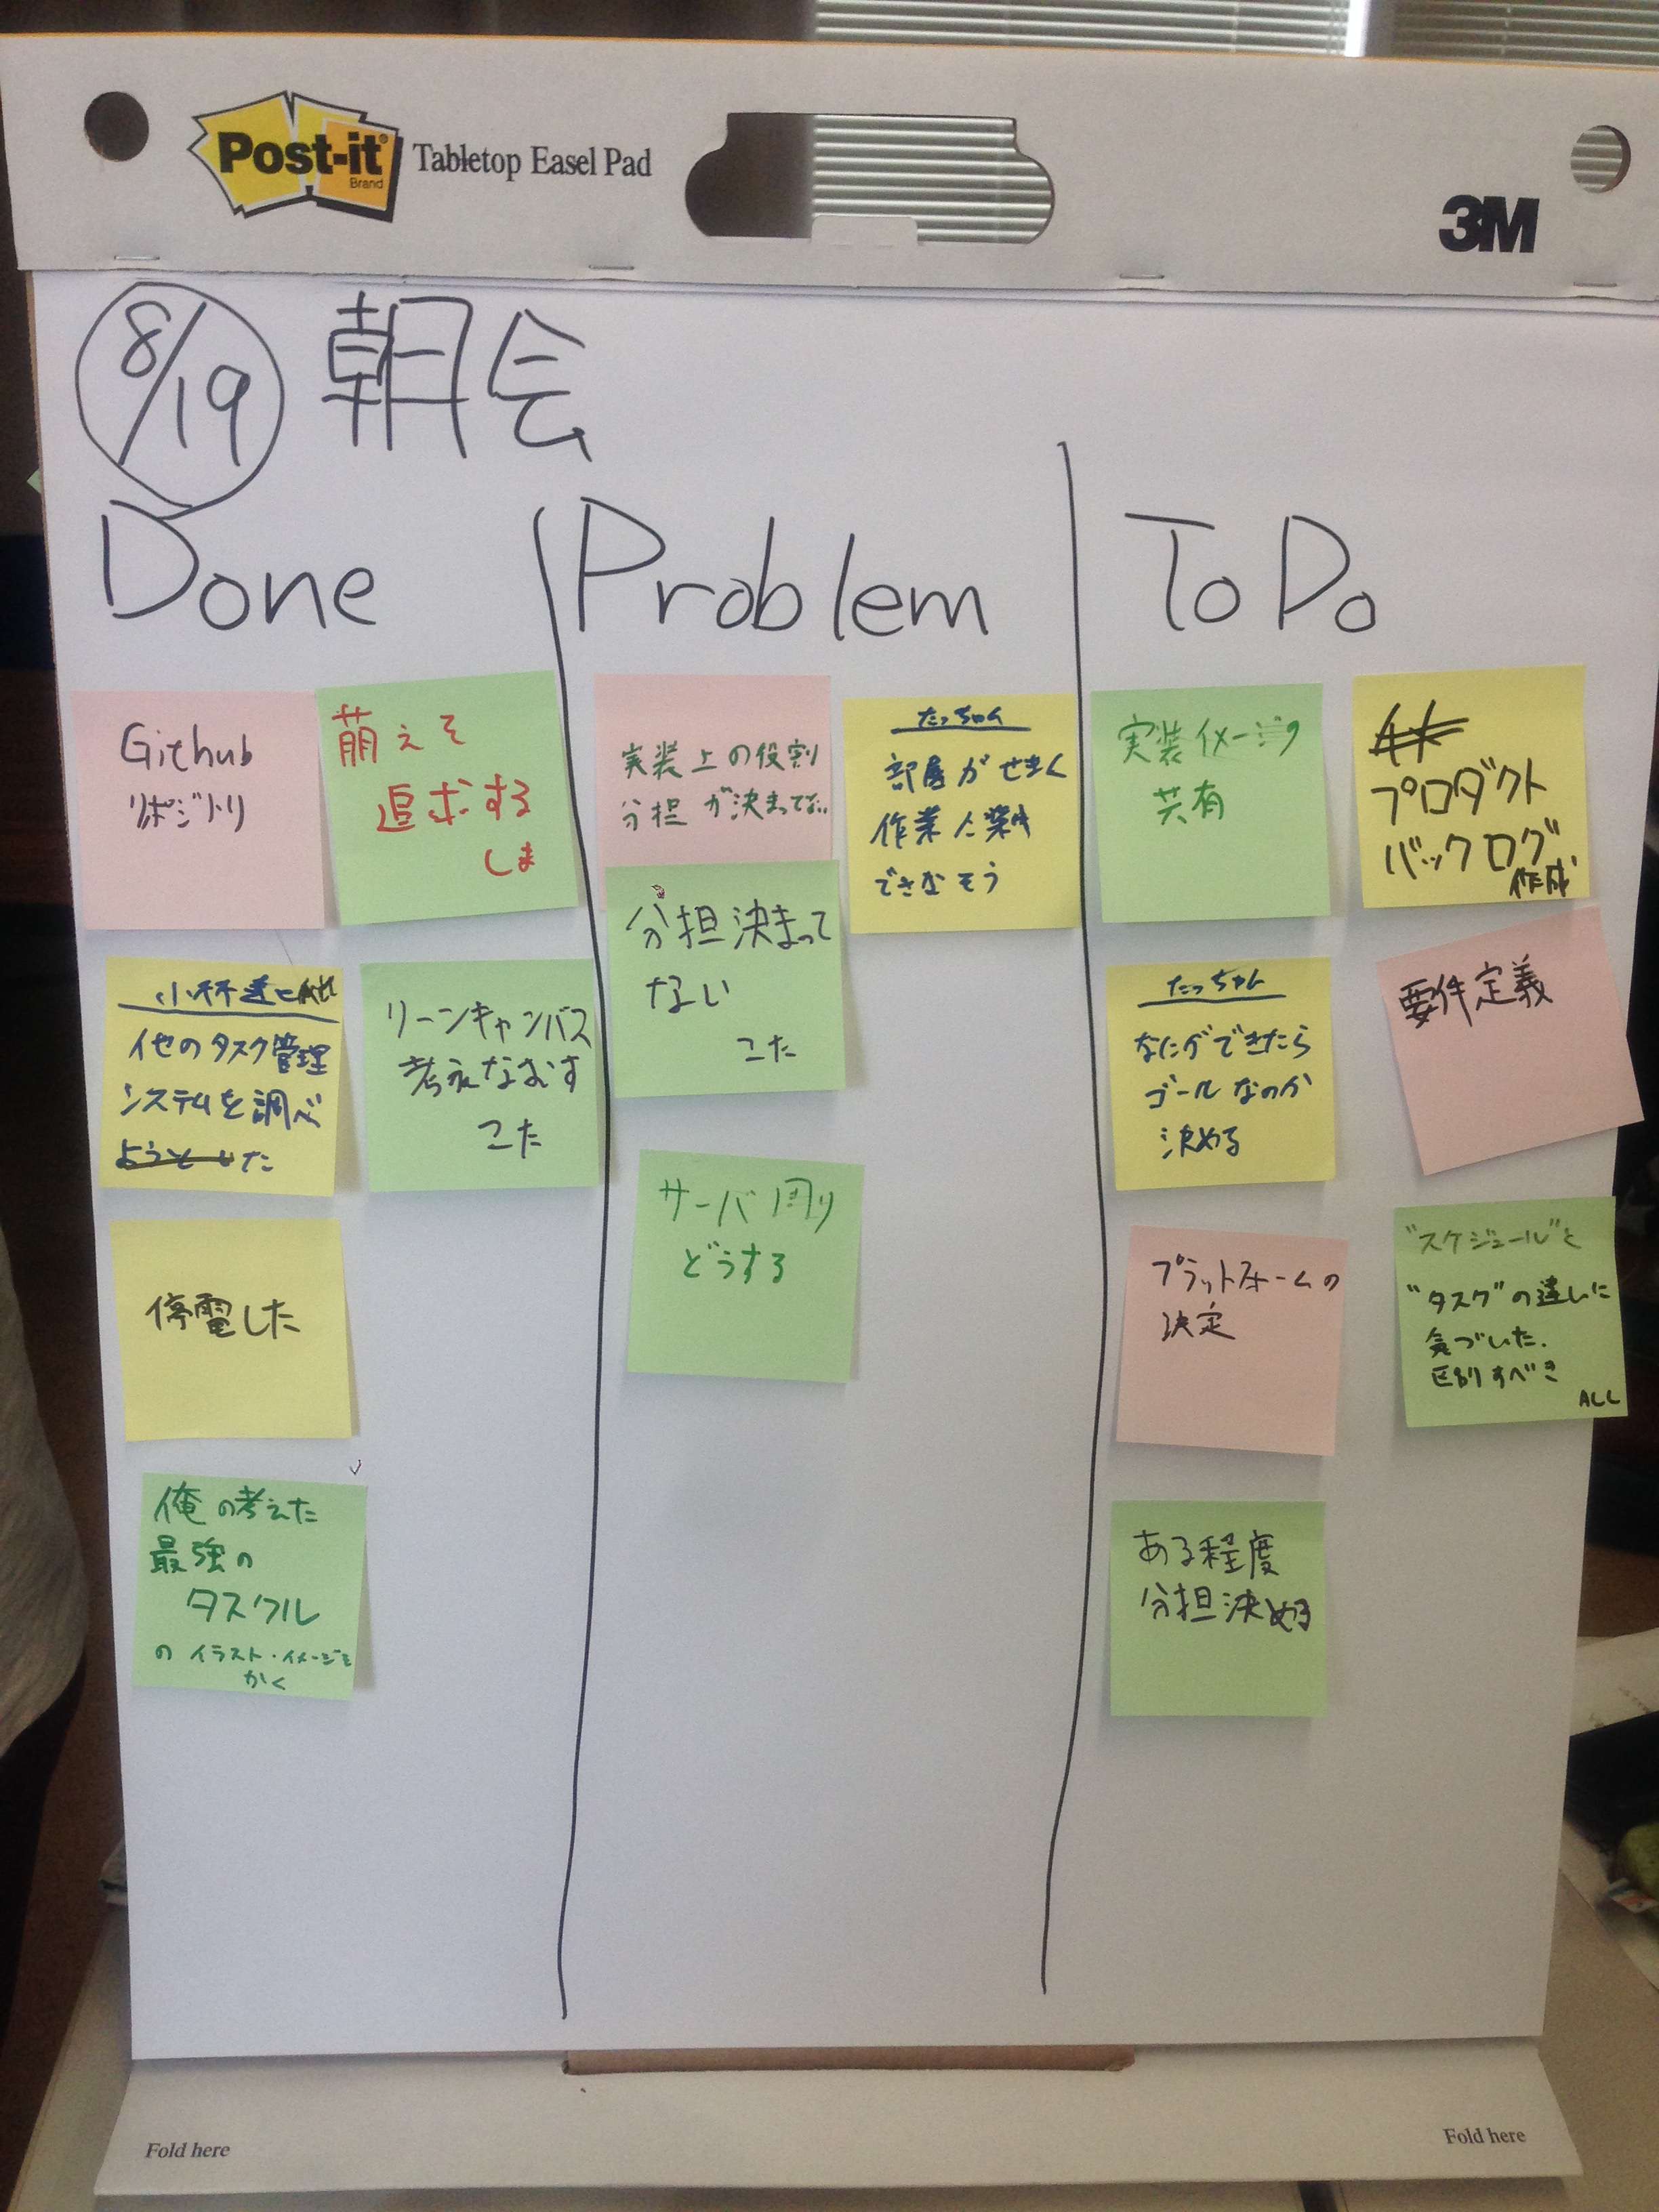 Post-it
Brand
Tabletop Easel Pad
3M
8/19 朝会
Done
Github
リポジトリ
萌えを
追求する
しま
他のタスク管理
システムを調べ
た
リーンキャンバス
考えなおす
こた
停電した
俺の考えた
最強の
タスクル
の イラスト・イメージを
かく
Problem
実装上の役割
分担 が決まってない
たっちゃん
部屋がせまく
作業
できなそう
分担決まって
ない
こた
サーバ周り
どうする
ToDo
実装イメージ
共有
プロダクト
バックログ
作成
たっちゃん
なにができたら
ゴールなのか
決める
要件定義
プラットフォームの
決定
"スケジュール"と
"タスク"の違いに
気づいた.
区別すべき
ALL
ある程度
分担決める
Fold here
Fold here